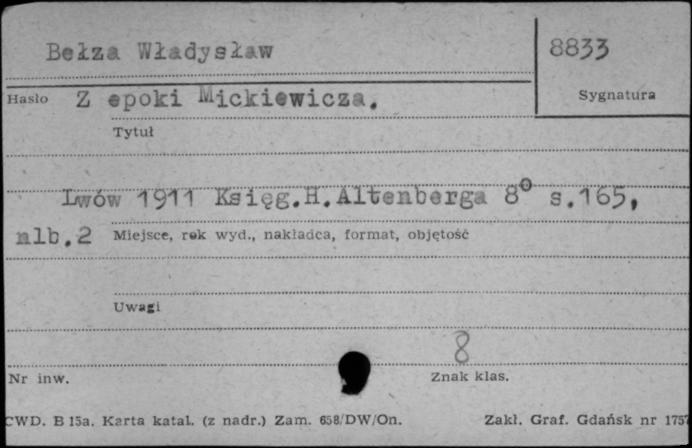 Bełza Władysław 8833
Hasło Z epoki Mickiewicza. Sygnatura
Tytuł
Lwów 1911 Księg.H.Altenberga 8° s.165,
nlb.2 Miejsce, rok wyd., nakładca, format, objętość
Uwagi
8
Nr inw. Znak klas.
CWD. B 15a. Karta katal. (z nadr.) Zam. 658/DW/On. Zakł. Graf. Gdańsk nr 1757